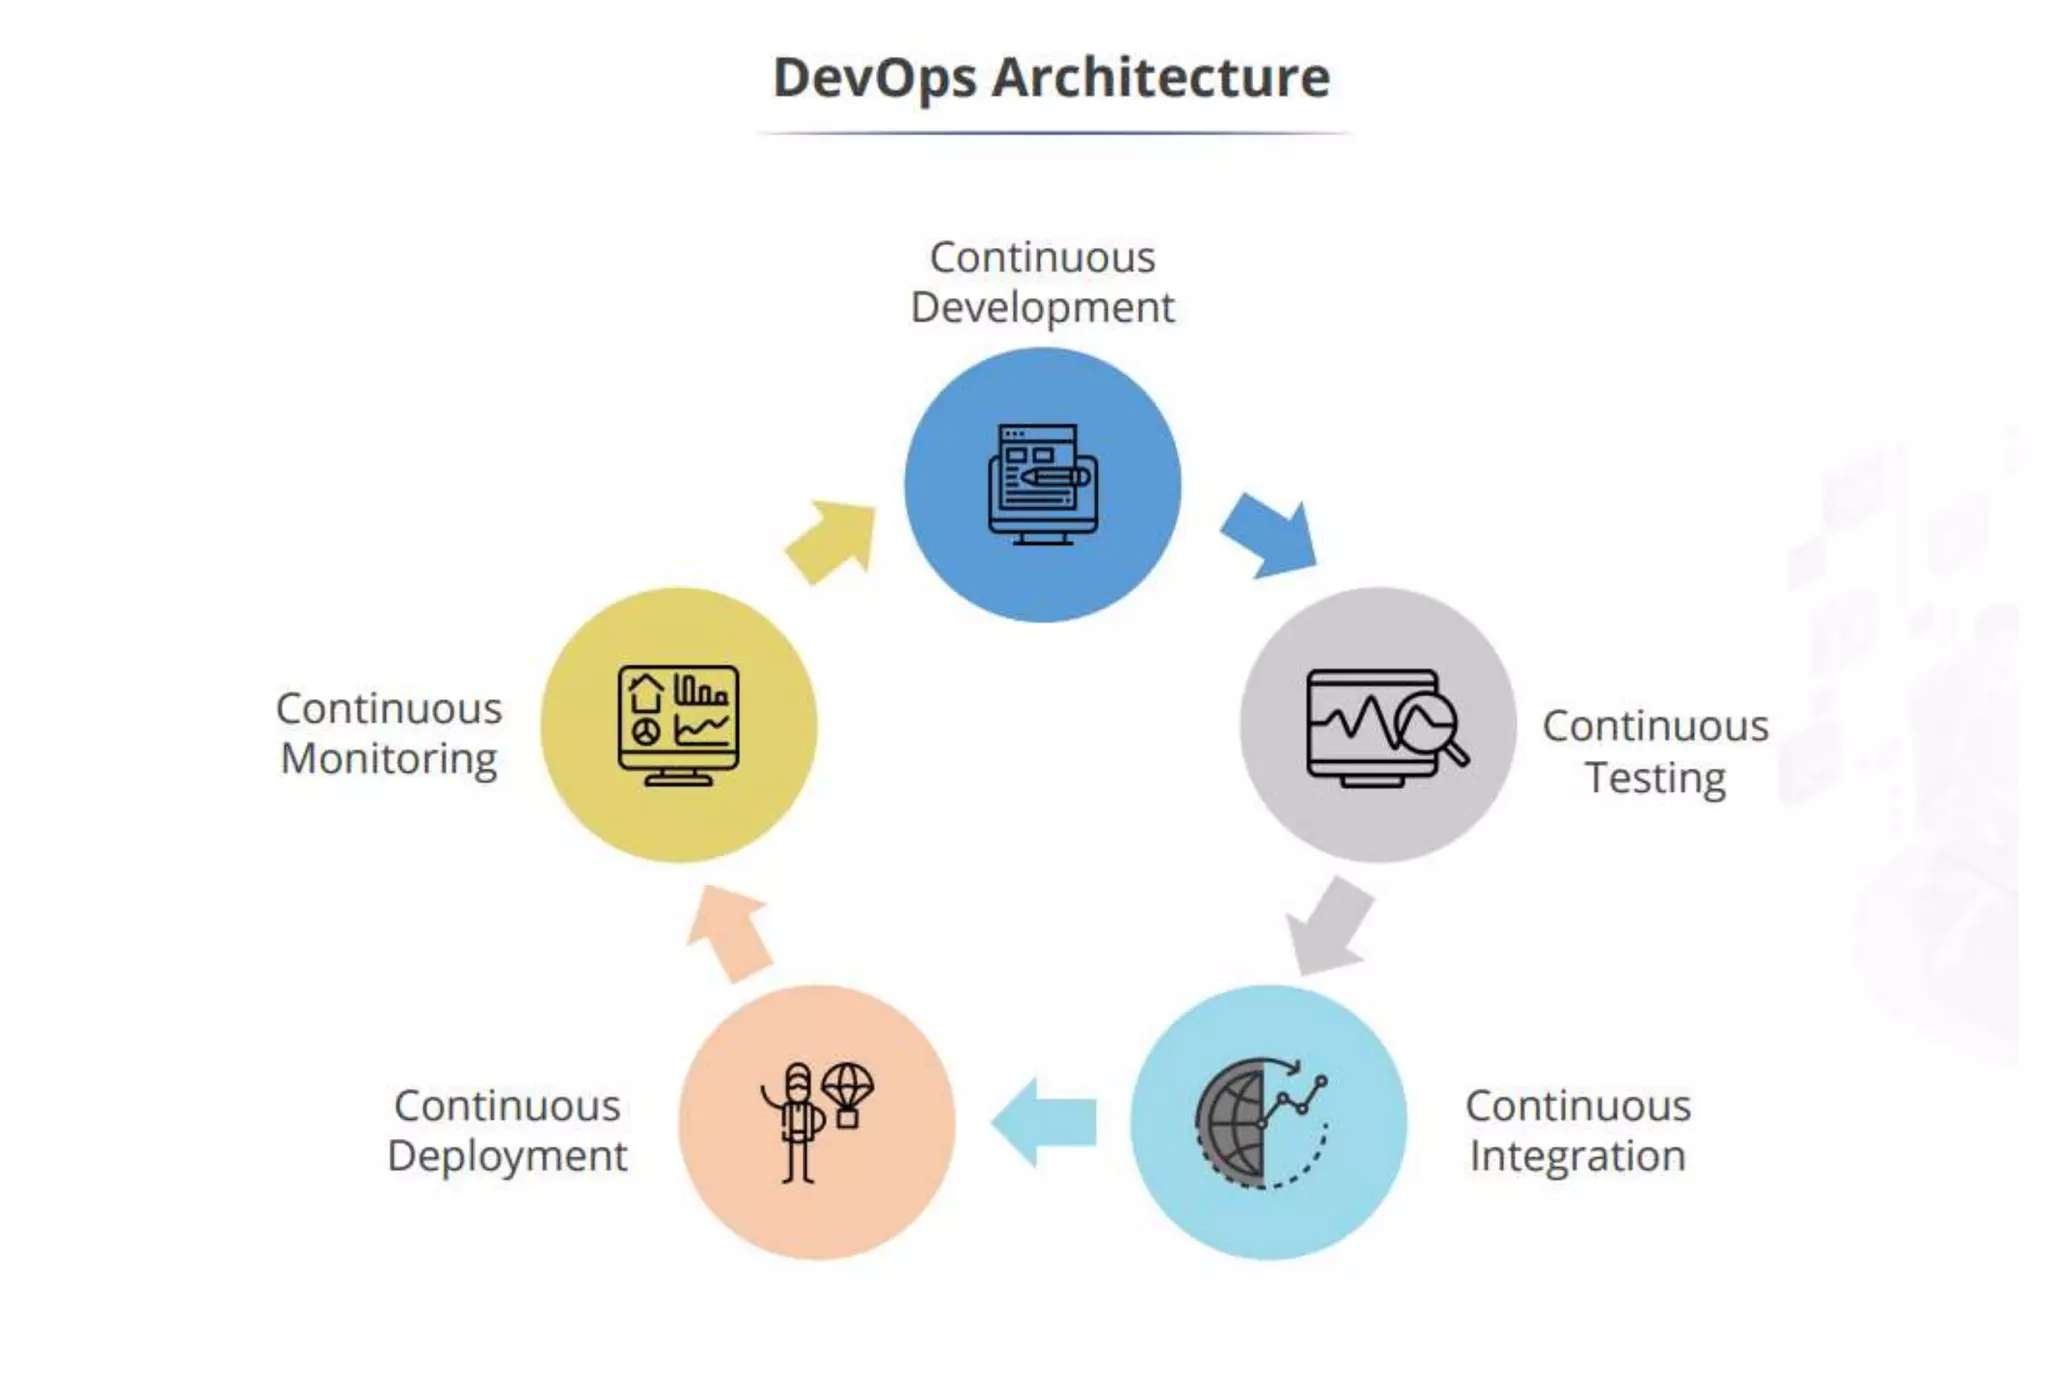 DevOps Architecture
Continuous
Development
Continuous
Monitoring
Continuous
Testing
Continuous
Deployment
Continuous
Integration